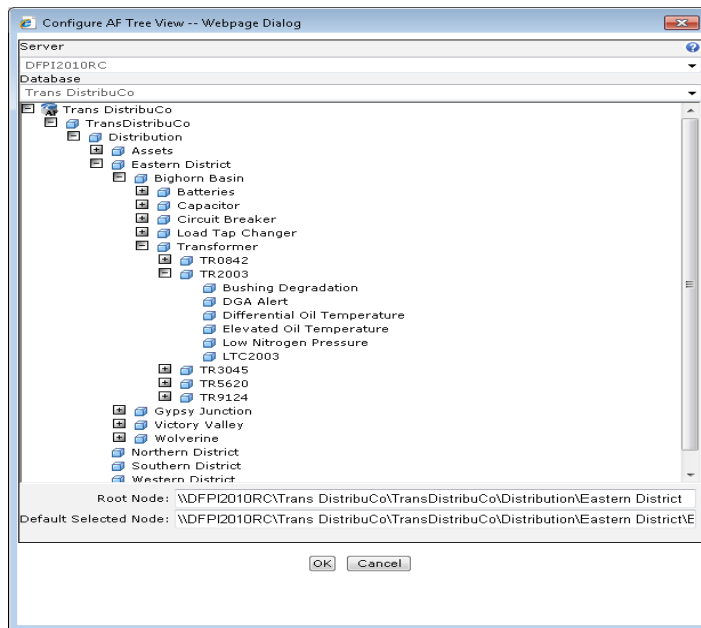 Configure AF Tree View -- Webpage Dialog
Server
DFPI2010RC
Database
Trans DistribuCo
Trans DistribuCo
TransDistribuCo
Distribution
Assets
Eastern District
Bighorn Basin
Batteries
Capacitor
Circuit Breaker
Load Tap Changer
Transformer
TR0842
TR2003
Bushing Degradation
DGA Alert
Differential Oil Temperature
Elevated Oil Temperature
Low Nitrogen Pressure
LTC2003
TR3045
TR5620
TR9124
Gypsy Junction
Victory Valley
Wolverine
Northern District
Southern District
Western District
Root Node: \\DFPI2010RC\Trans DistribuCo\TransDistribuCo\Distribution\Eastern District
Default Selected Node: \\DFPI2010RC\Trans DistribuCo\TransDistribuCo\Distribution\Eastern District\E
OK Cancel